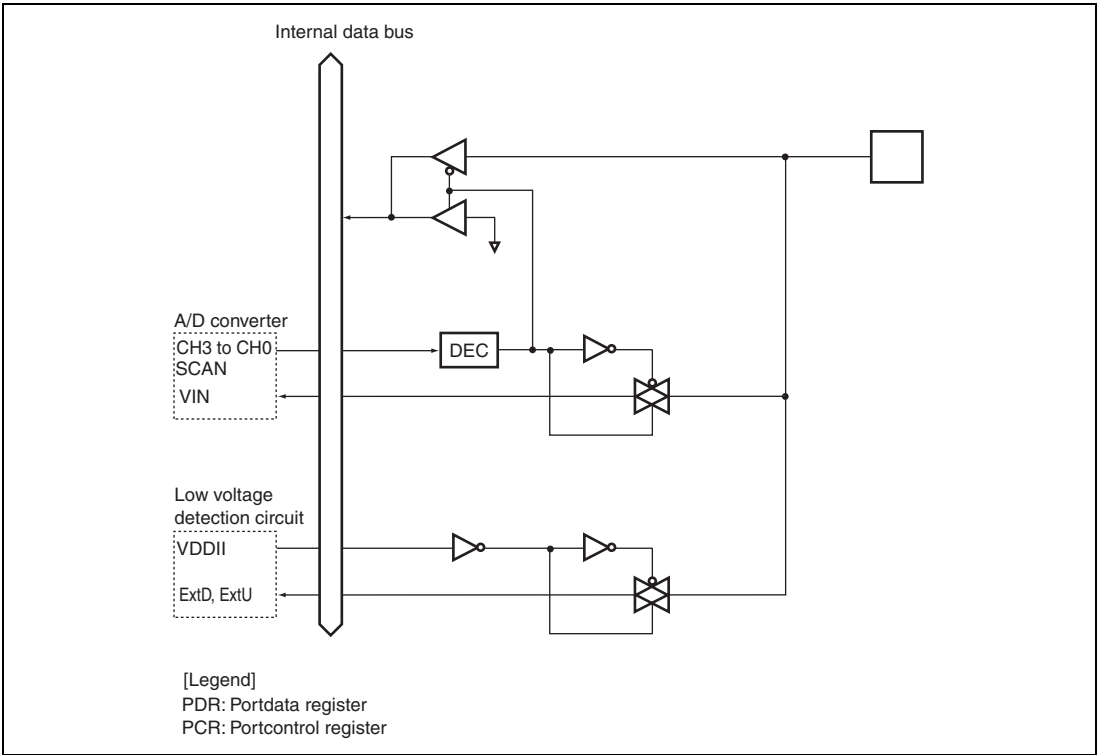 Internal data bus
A/D converter
CH3 to CH0
SCAN
VIN
DEC
Low voltage
detection circuit
VDDII
ExtD, ExtU
[Legend]
PDR: Portdata register
PCR: Portcontrol register